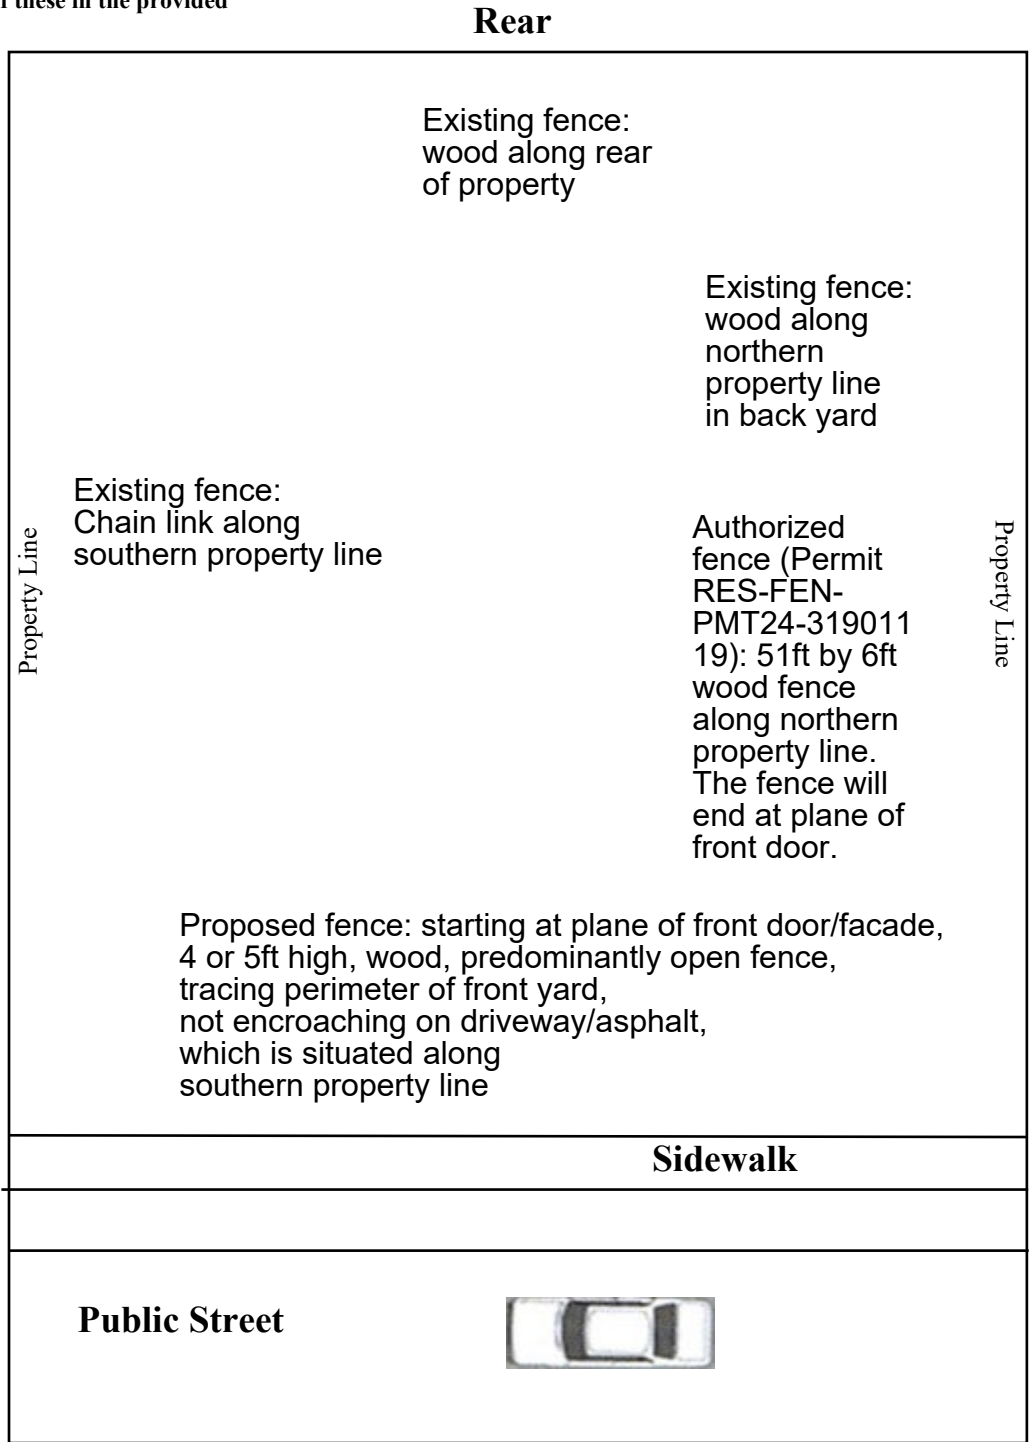 f these in the provided
Rear
Existing fence:
wood along rear
of property
Existing fence:
wood along
northern
property line
in back yard
Existing fence:
Chain link along
southern property line
Property Line
Authorized
fence (Permit
RES-FEN-
PMT24-319011
19): 51ft by 6ft
wood fence
along northern
property line.
The fence will
end at plane of
front door.
Property Line
Proposed fence: starting at plane of front door/facade,
4 or 5ft high, wood, predominantly open fence,
tracing perimeter of front yard,
not encroaching on driveway/asphalt,
which is situated along
southern property line
Sidewalk
Public Street